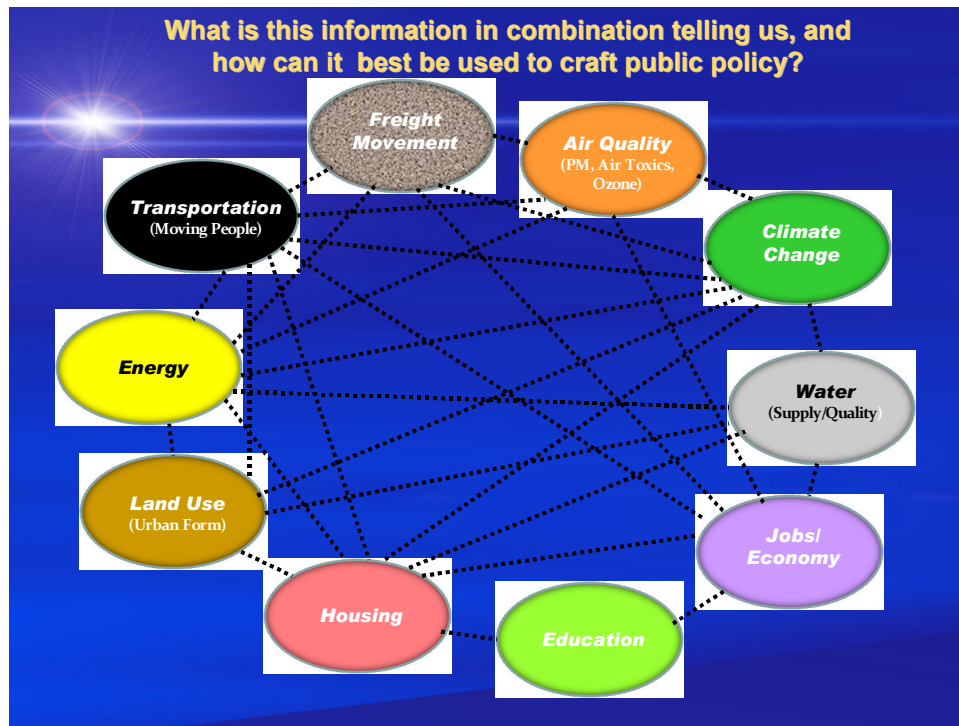 What is this information in combination telling us, and
how can it best be used to craft public policy?
Freight
Movement
Air Quality
(PM, Air Toxics,
Ozone)
Transportation
(Moving People)
Climate
Change
Energy
Water
(Supply/Quality)
Land Use
(Urban Form)
Jobs/
Economy
Housing
Education